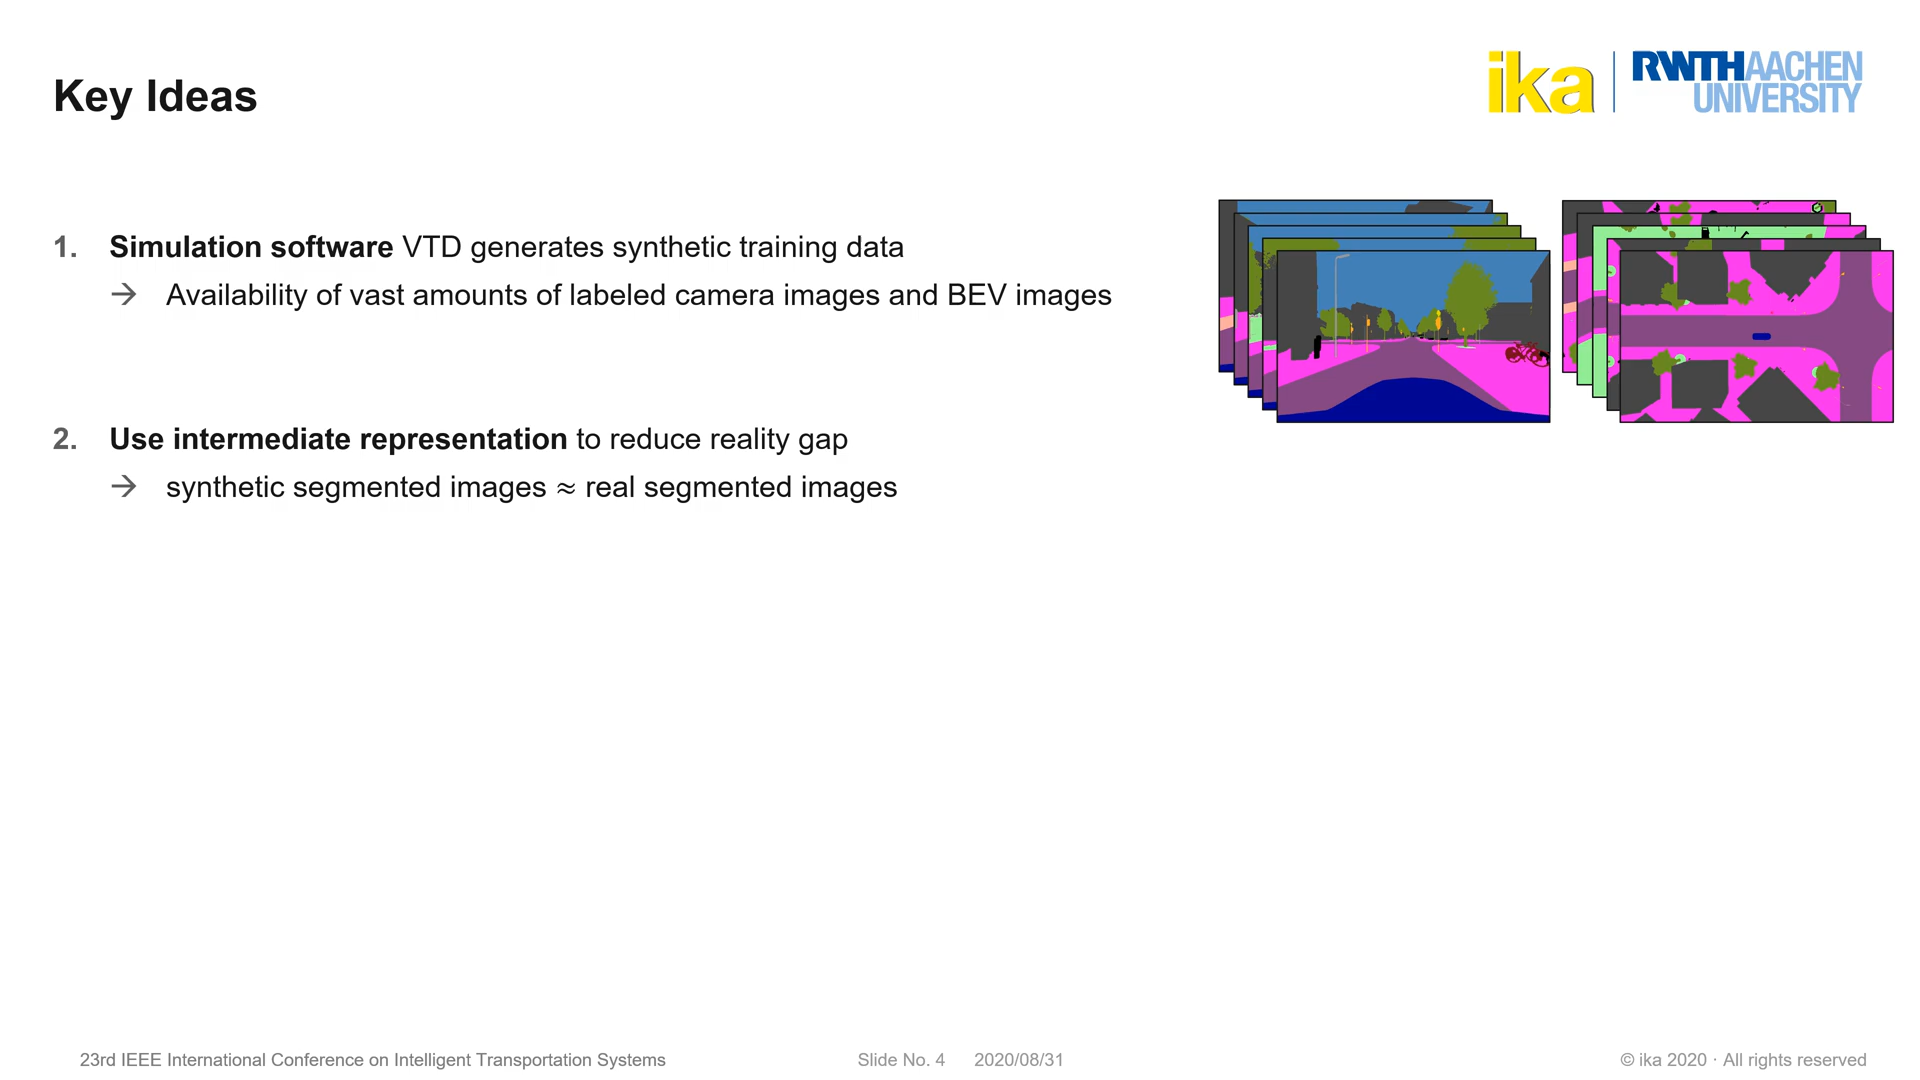 Key Ideas
ika
RWTHAACHEN
UNIVERSITY
1. Simulation software VTD generates synthetic training data
→ Availability of vast amounts of labeled camera images and BEV images
2. Use intermediate representation to reduce reality gap
→ synthetic segmented images ≈ real segmented images
23rd IEEE International Conference on Intelligent Transportation Systems
Slide No. 4
2020/08/31
© ika 2020 · All rights reserved